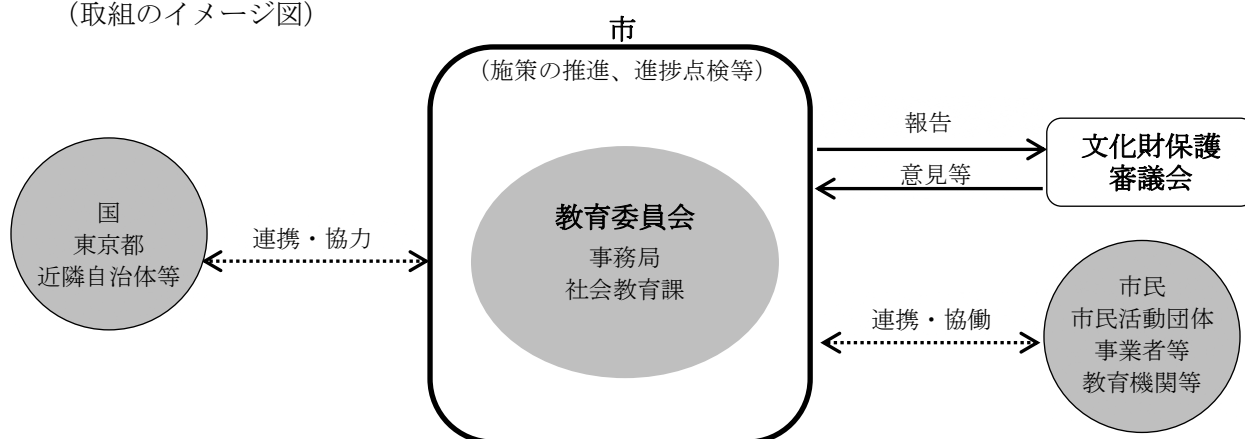 （取組のイメージ図）
市
（施策の推進、進捗点検等）
報告
文化財保護
審議会
意見等
教育委員会
事務局
社会教育課
国
東京都
近隣自治体等
連携・協力
連携・協働
市民
市民活動団体
事業者等
教育機関等